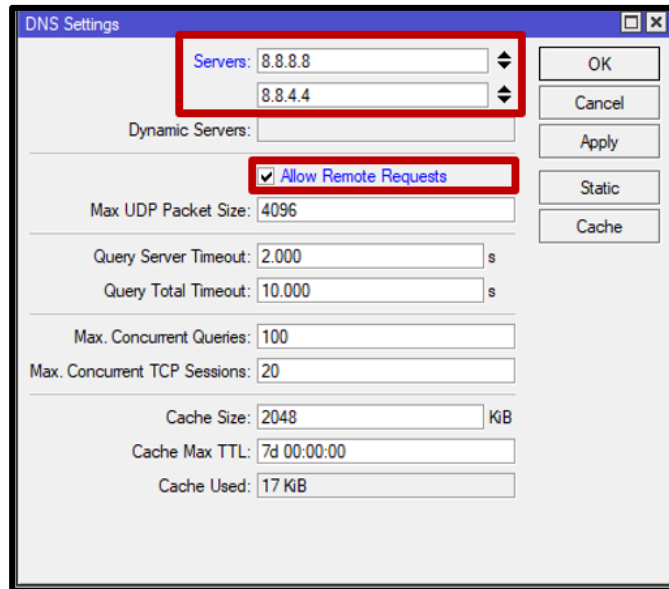 DNS Settings
Servers: 8.8.8.8
8.8.4.4
Dynamic Servers:
Allow Remote Requests
Max UDP Packet Size: 4096
Query Server Timeout: 2.000 s
Query Total Timeout: 10.000 s
Max. Concurrent Queries: 100
Max. Concurrent TCP Sessions: 20
Cache Size: 2048 KiB
Cache Max TTL: 7d 00:00:00
Cache Used: 17 KiB
OK
Cancel
Apply
Static
Cache